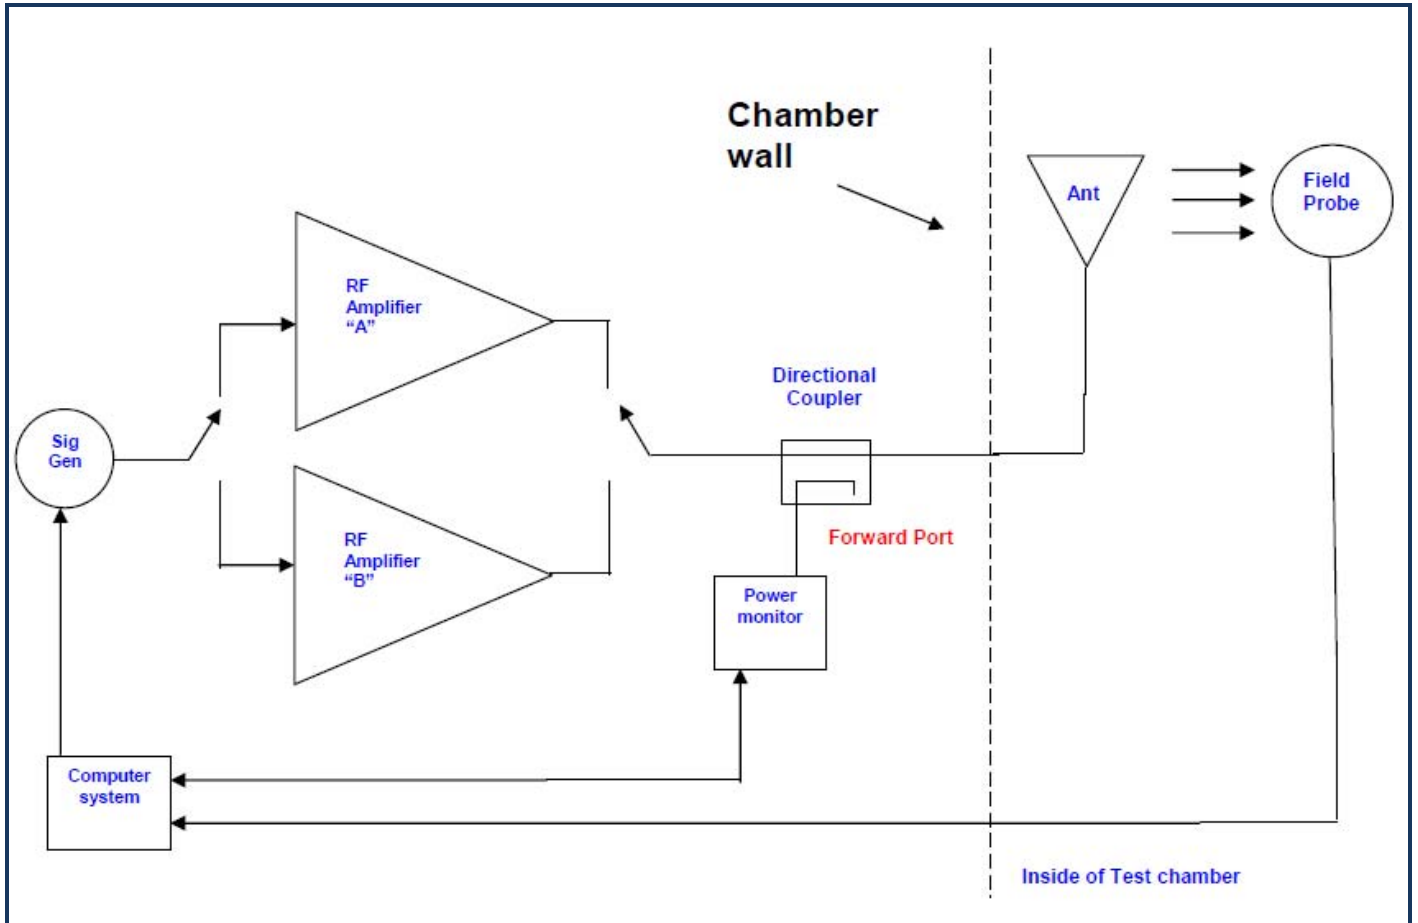 Chamber
wall
Ant
Field
Probe
RF
Amplifier
“A”
Directional
Coupler
Sig
Gen
Forward Port
RF
Amplifier
“B”
Power
monitor
Computer
system
Inside of Test chamber